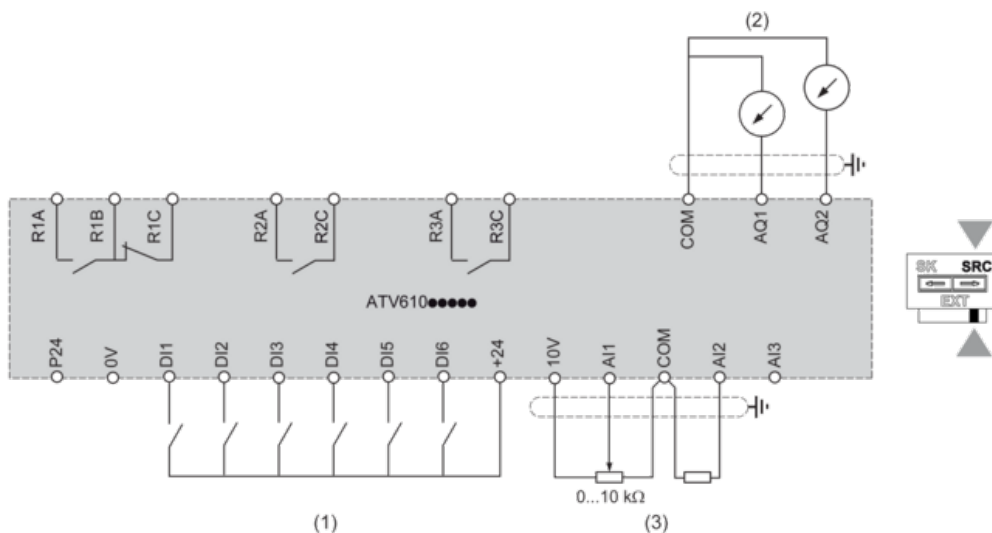 (2)
R1A
R1B
R1C
R2A
R2C
R3A
R3C
COM
AQ1
AQ2
ATV610●●●●●
SK SRC
EXT
P24
0V
DI1
DI2
DI3
DI4
DI5
DI6
+24
10V
AI1
COM
AI2
AI3
0...10 kΩ
(1)
(3)